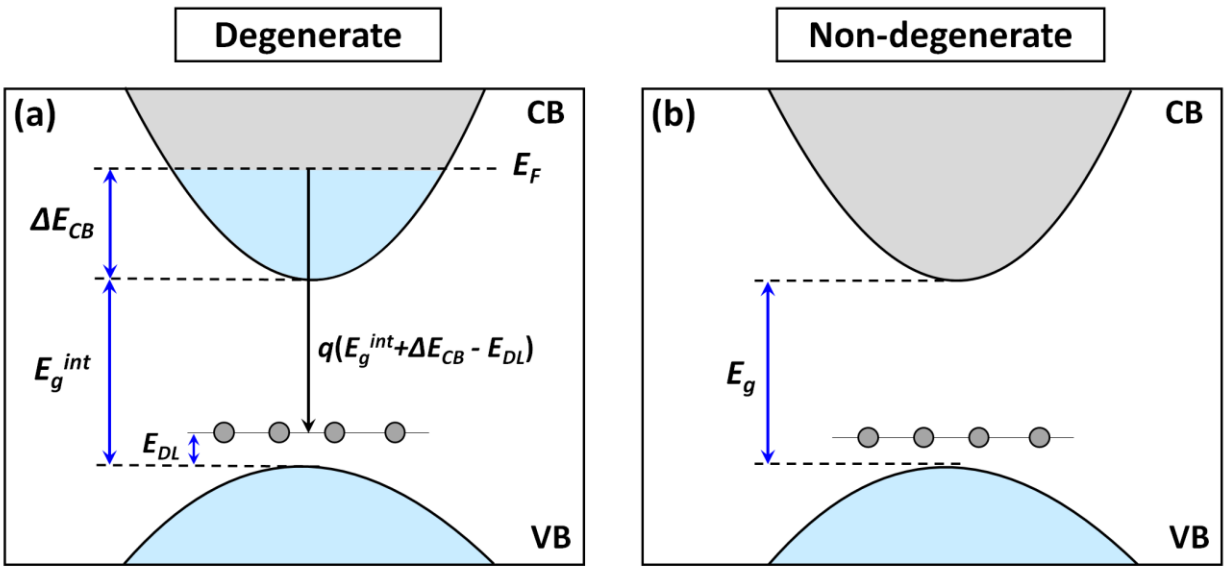 Degenerate
Non-degenerate
(a)
CB
E_F
ΔE_CB
E_g^int
q(E_g^int+ΔE_CB - E_DL)
E_DL
VB
(b)
CB
E_g
VB